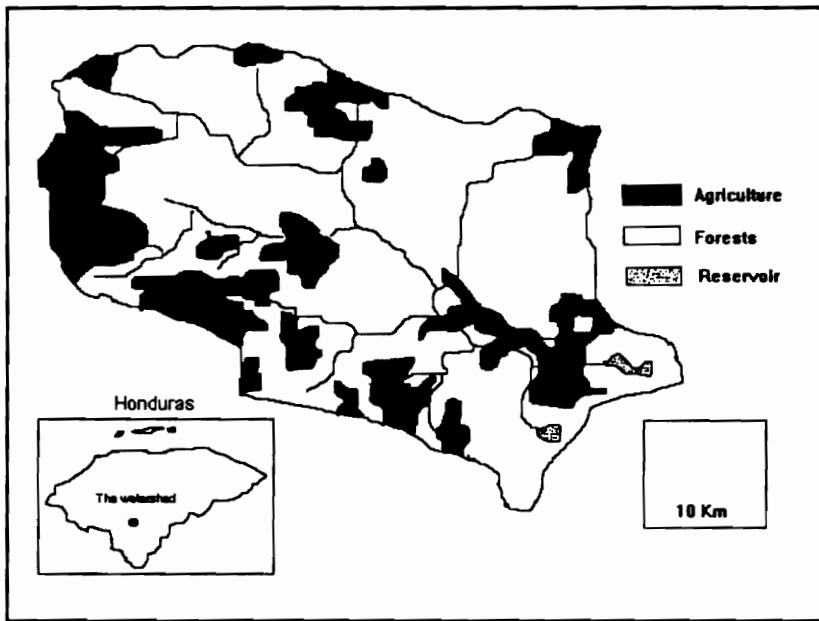 Agriculture
Forests
Reservoir
Honduras
The watershed
10 Km